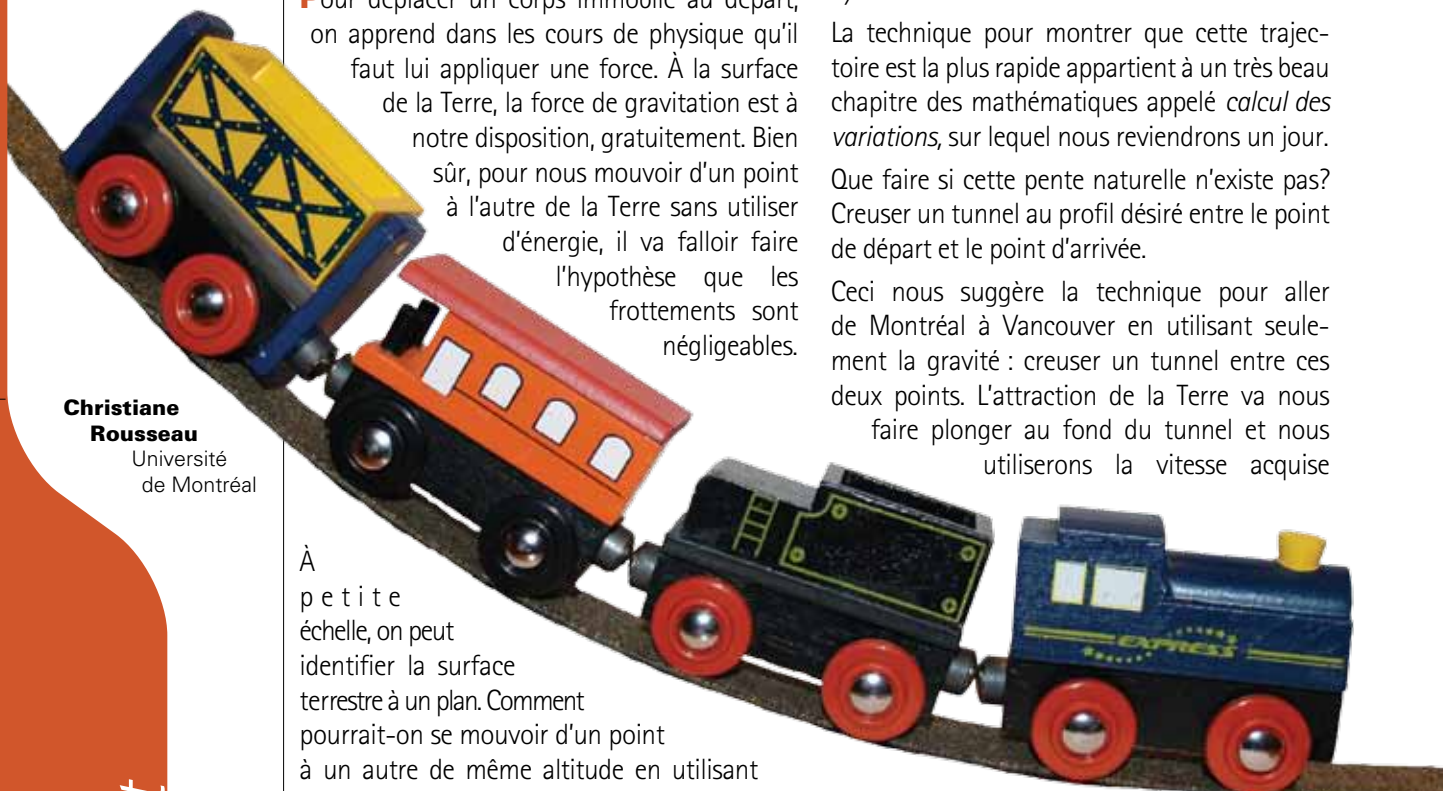 Pour déplacer un corps immobile au départ,
on apprend dans les cours de physique qu'il
faut lui appliquer une force. À la surface
de la Terre, la force de gravitation est à
notre disposition, gratuitement. Bien
sûr, pour nous mouvoir d'un point
à l'autre de la Terre sans utiliser
d'énergie, il va falloir faire
l'hypothèse que les
frottements sont
négligeables.
Christiane
Rousseau
Université
de Montréal
À
petite
échelle, on peut
identifier la surface
terrestre à un plan. Comment
pourrait-on se mouvoir d'un point
à un autre de même altitude en utilisant
La technique pour montrer que cette trajec-
toire est la plus rapide appartient à un très beau
chapitre des mathématiques appelé calcul des
variations, sur lequel nous reviendrons un jour.
Que faire si cette pente naturelle n'existe pas?
Creuser un tunnel au profil désiré entre le point
de départ et le point d'arrivée.
Ceci nous suggère la technique pour aller
de Montréal à Vancouver en utilisant seule-
ment la gravité : creuser un tunnel entre ces
deux points. L'attraction de la Terre va nous
faire plonger au fond du tunnel et nous
utiliserons la vitesse acquise
EXPRESS